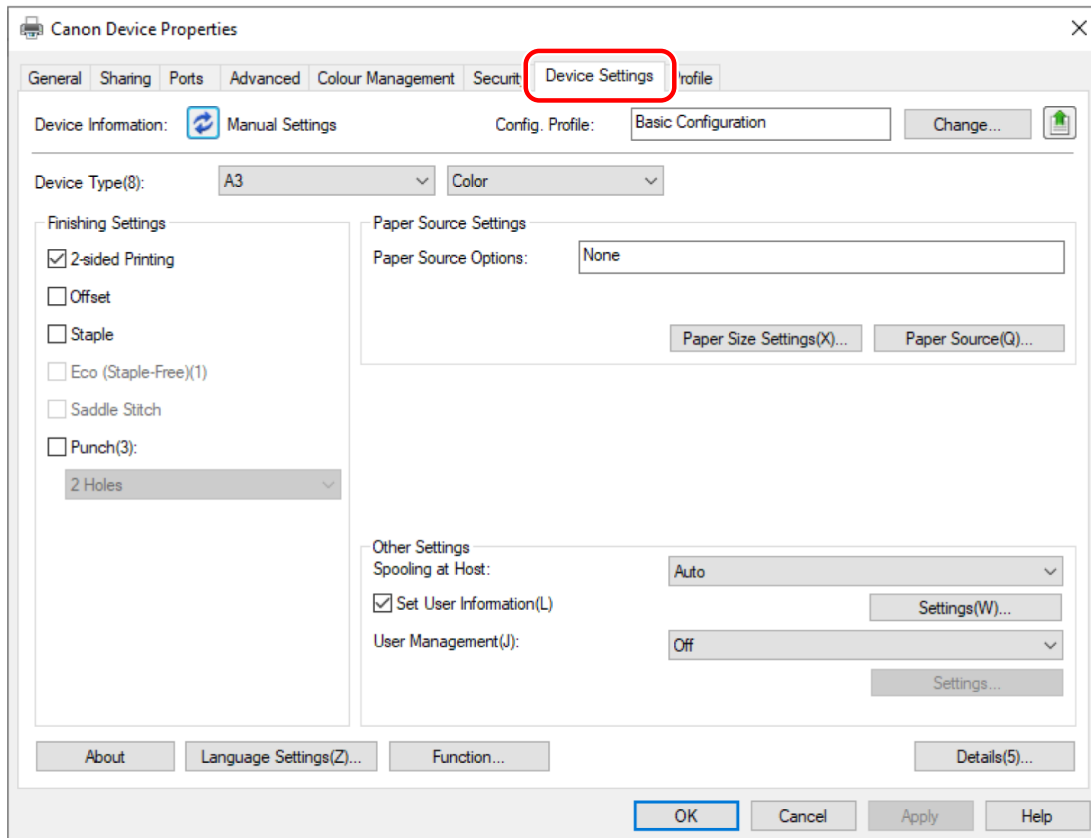 Canon Device Properties
General Sharing Ports Advanced Colour Management Security Device Settings Profile
Device Information: Manual Settings Config. Profile: Basic Configuration Change...
Device Type(8): A3 Color
Finishing Settings
2-sided Printing
Offset
Staple
Eco (Staple-Free)(1)
Saddle Stitch
Punch(3):
2 Holes
Paper Source Settings
Paper Source Options: None
Paper Size Settings(X)... Paper Source(Q)...
Other Settings
Spooling at Host: Auto
Set User Information(L) Settings(W)...
User Management(J): Off
Settings...
About Language Settings(Z)... Function... Details(5)...
OK Cancel Apply Help